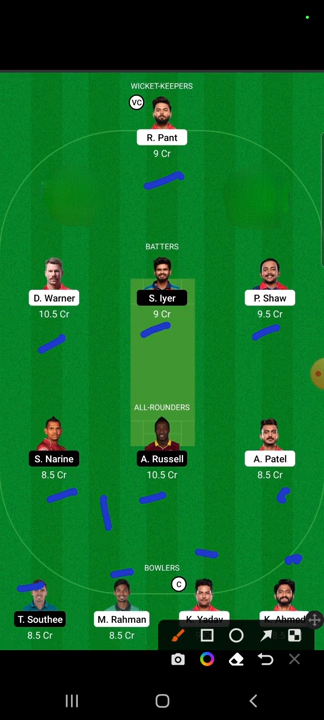 WICKET-KEEPERS
VC
R. Pant
9 Cr
BATTERS
D. Warner
S. Iyer
P. Shaw
10.5 Cr
9 Cr
9.5 Cr
ALL-ROUNDERS
S. Narine
A. Russell
A. Patel
8.5 Cr
10.5 Cr
8.5 Cr
BOWLERS
C
T. Southee
M. Rahman
K. Yadav
K. Ahmed
8.5 Cr
8.5 Cr